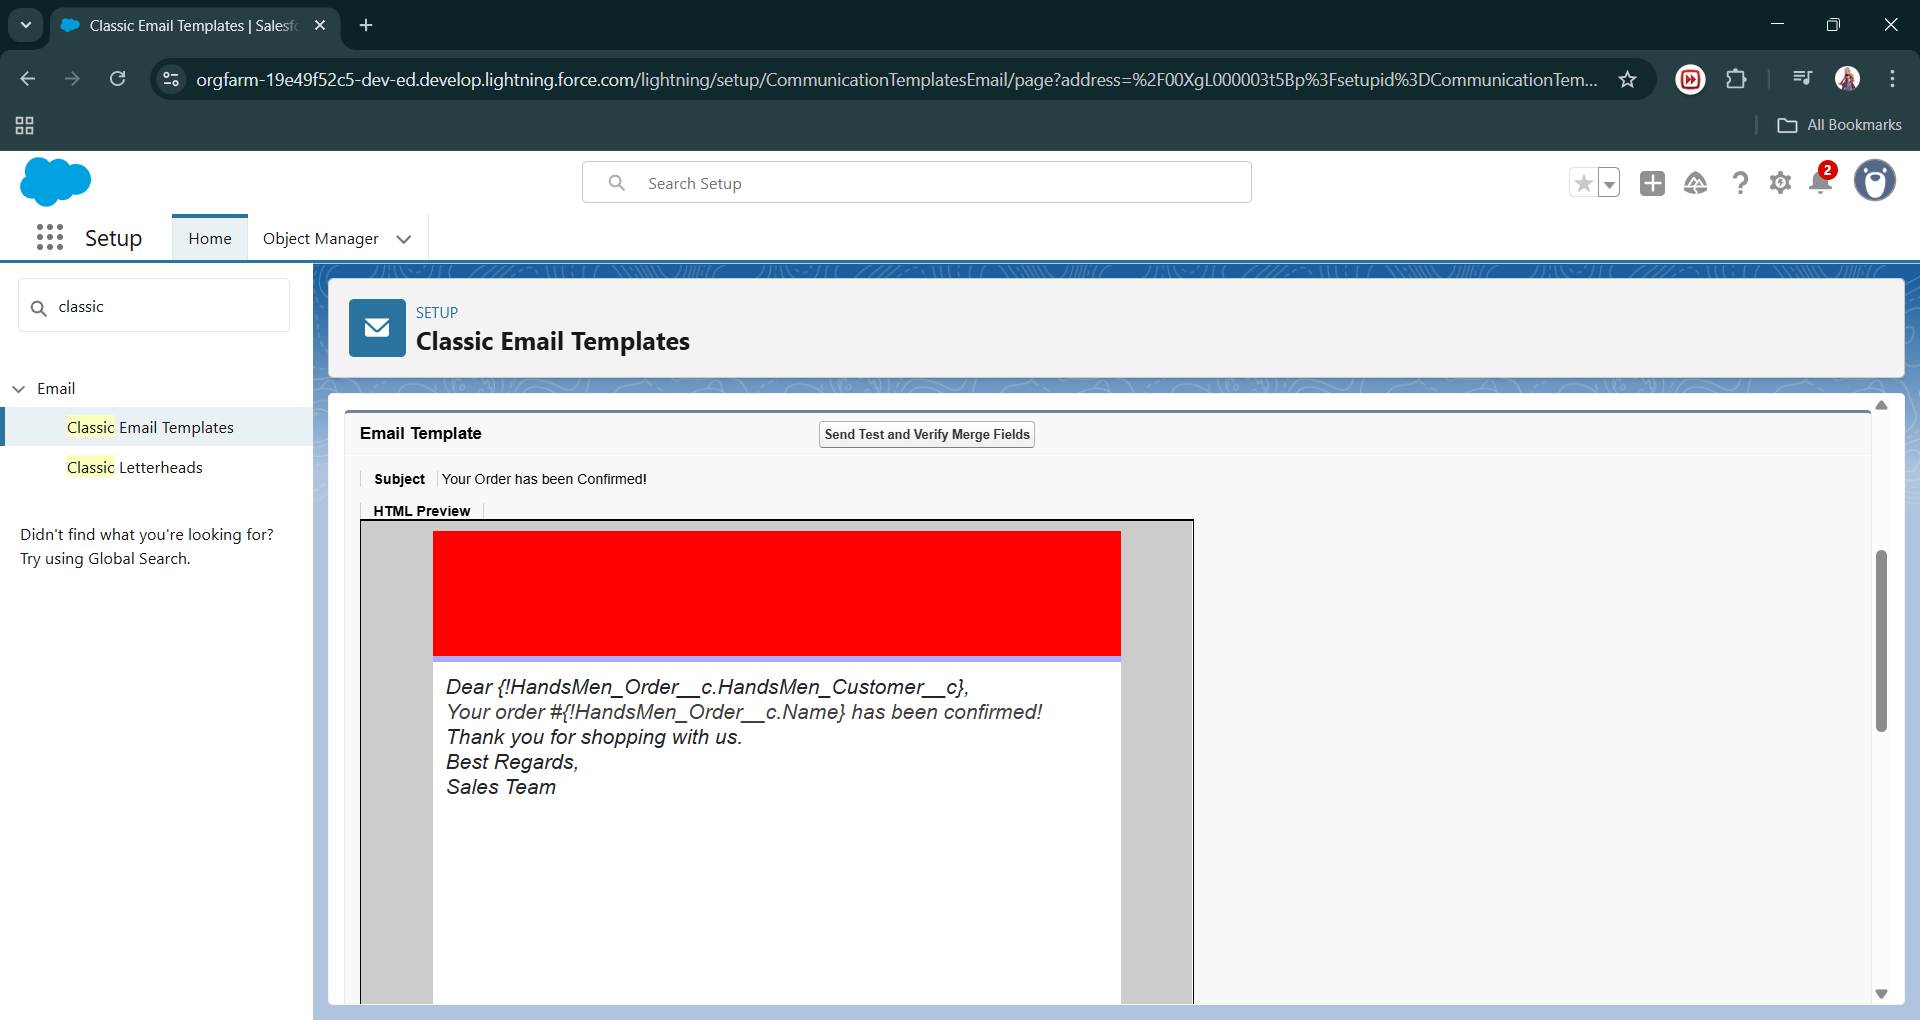 Classic Email Templates | Salesf
orgfarm-19e49f52c5-dev-ed.develop.lightning.force.com/lightning/setup/CommunicationTemplatesEmail/page?address=%2F00XgL000003t5Bp%3Fsetupid%3DCommunicationTem...
All Bookmarks
Search Setup
2
Setup
Home
Object Manager
classic
Email
Classic Email Templates
Classic Letterheads
Didn't find what you're looking for?
Try using Global Search.
SETUP
Classic Email Templates
Email Template
Send Test and Verify Merge Fields
Subject
Your Order has been Confirmed!
HTML Preview
Dear {!HandsMen_Order__c.HandsMen_Customer__c},
Your order #{!HandsMen_Order__c.Name} has been confirmed!
Thank you for shopping with us.
Best Regards,
Sales Team